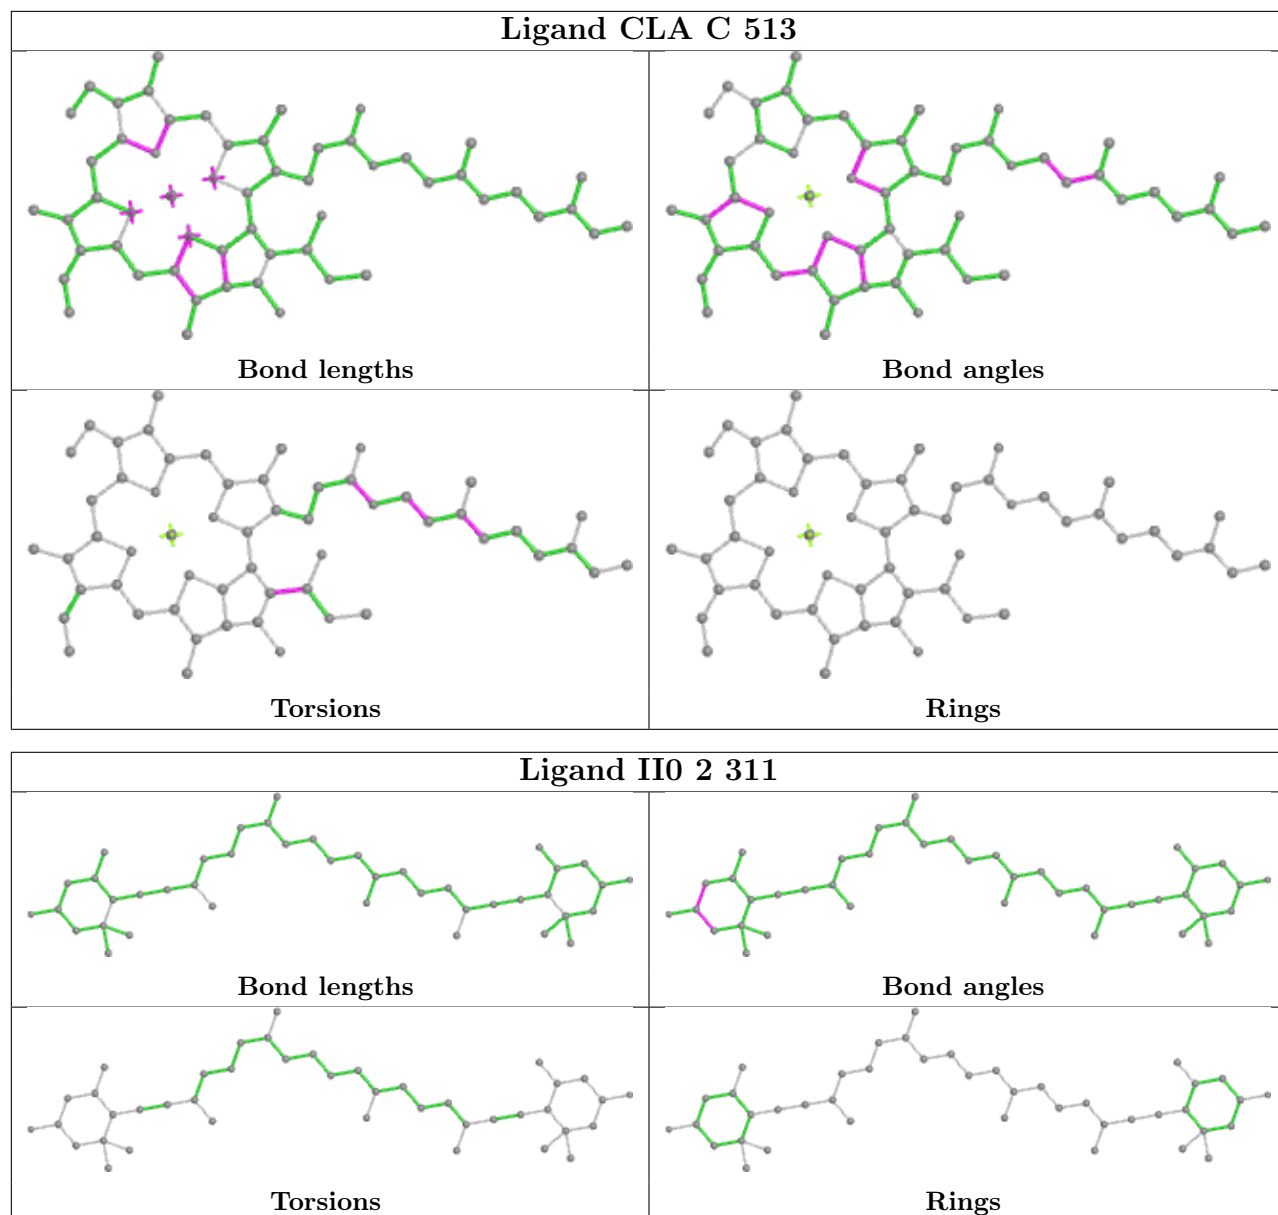 Ligand CLA C 513
Bond lengths
Bond angles
Torsions
Rings
Ligand II0 2 311
Bond lengths
Bond angles
Torsions
Rings